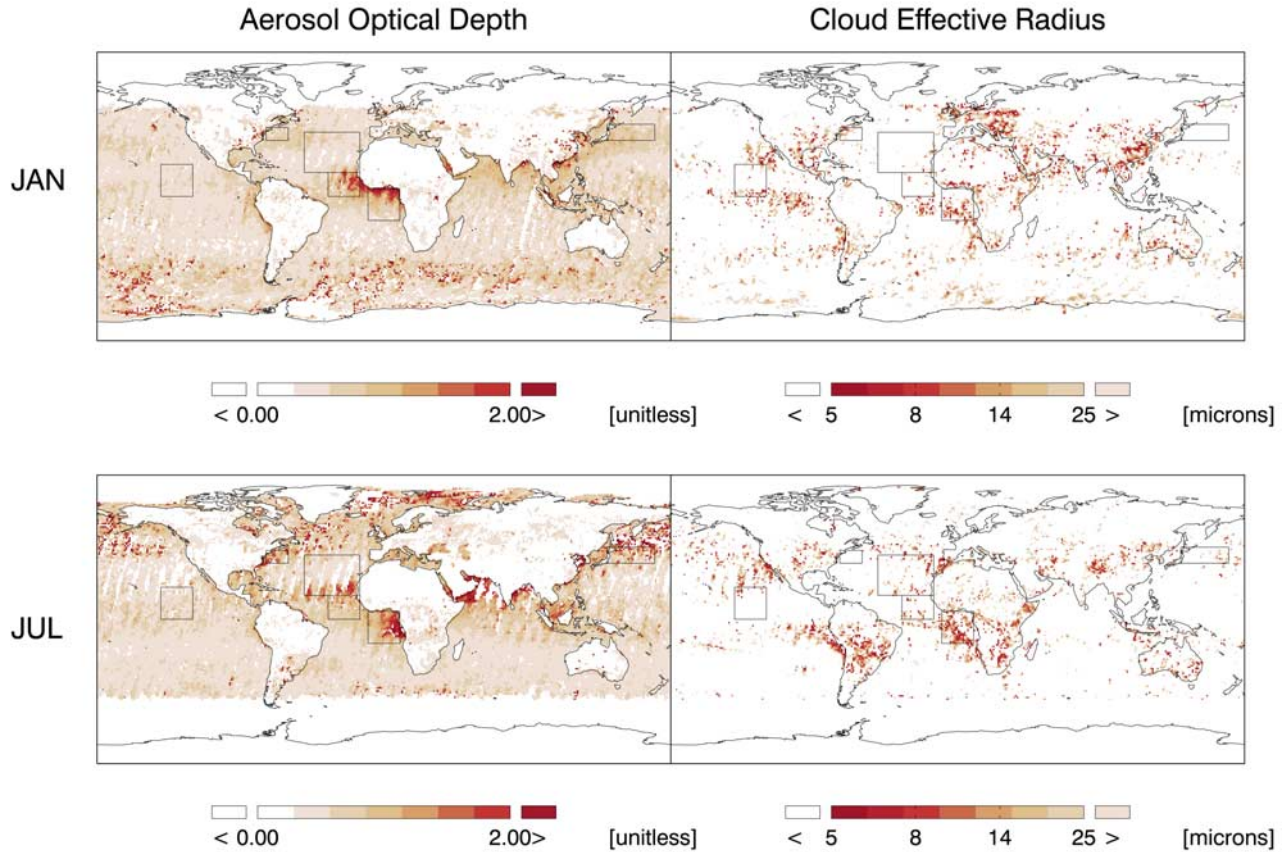 Aerosol Optical Depth
Cloud Effective Radius
JAN
< 0.00 2.00> [unitless]
< 5 8 14 25 > [microns]
JUL
< 0.00 2.00> [unitless]
< 5 8 14 25 > [microns]